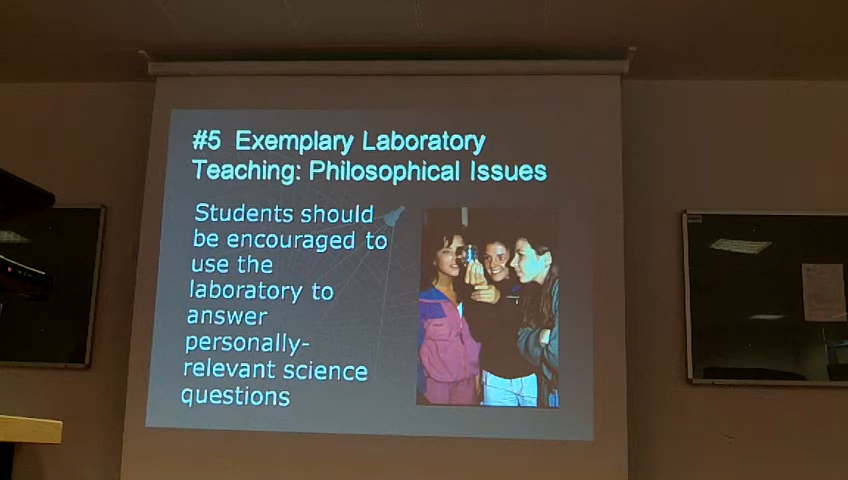 #5 Exemplary Laboratory
Teaching: Philosophical Issues
Students should
be encouraged to
use the
laboratory to
answer
personally-
relevant science
questions